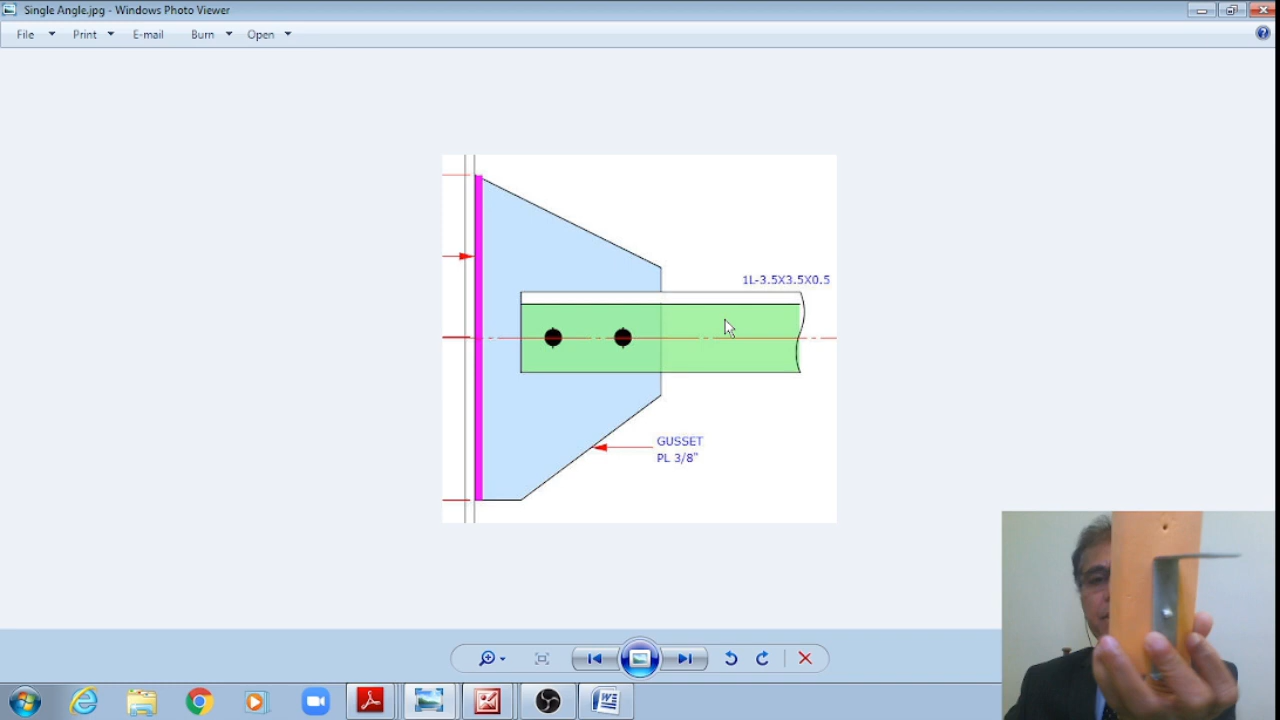 Single Angle.jpg - Windows Photo Viewer
File Print E-mail Burn Open
1L-3.5X3.5X0.5
GUSSET
PL 3/8"